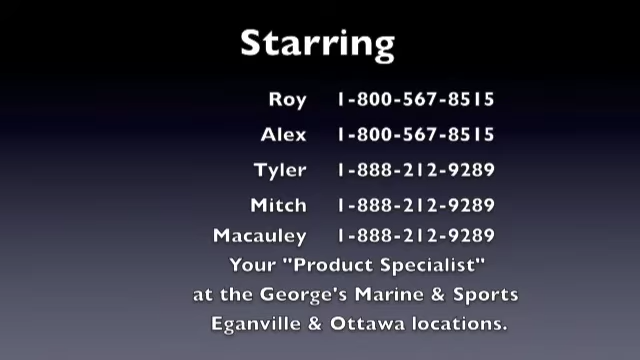 Starring
Roy 1-800-567-8515
Alex 1-800-567-8515
Tyler 1-888-212-9289
Mitch 1-888-212-9289
Macauley 1-888-212-9289
Your "Product Specialist"
at the George's Marine & Sports
Eganville & Ottawa locations.